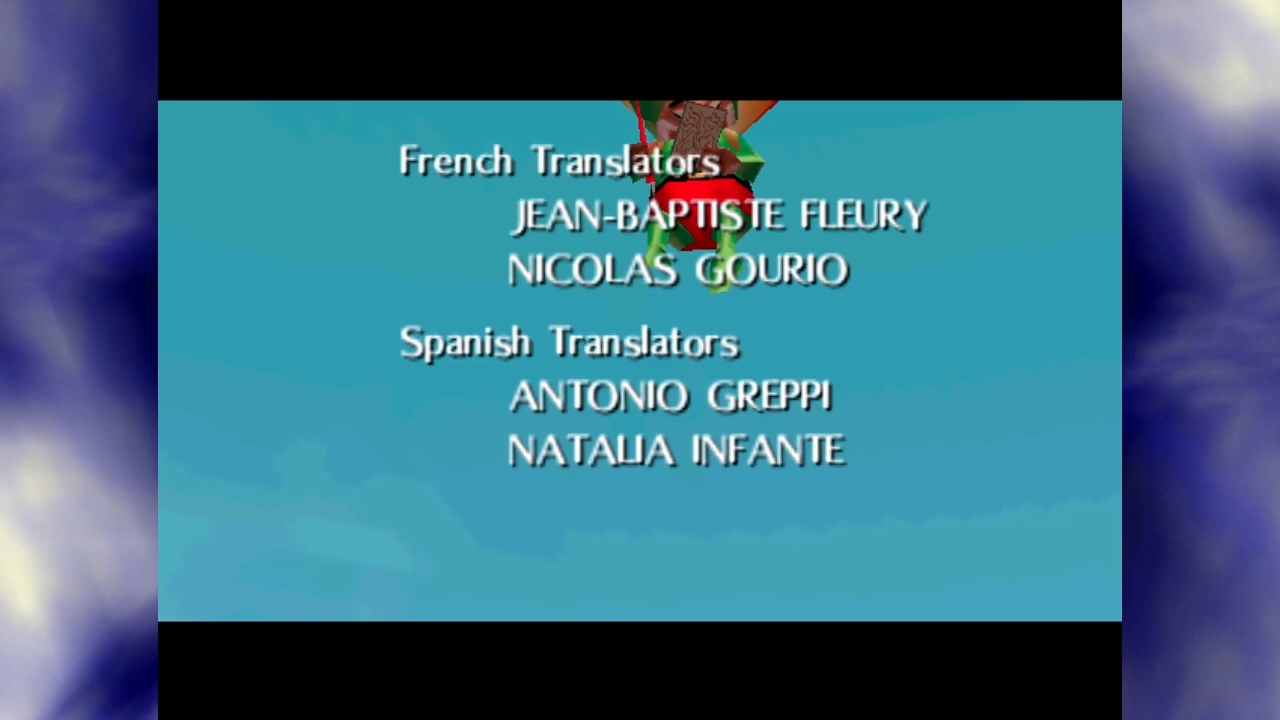 French Translators
JEAN-BAPTISTE FLEURY
NICOLAS GOURIO
Spanish Translators
ANTONIO GREPPI
NATALIA INFANTE